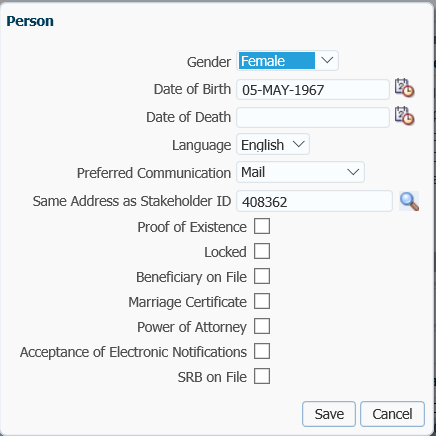 Person
Gender Female
Date of Birth 05-MAY-1967
Date of Death
Language English
Preferred Communication Mail
Same Address as Stakeholder ID 408362
Proof of Existence
Locked
Beneficiary on File
Marriage Certificate
Power of Attorney
Acceptance of Electronic Notifications
SRB on File
Save Cancel